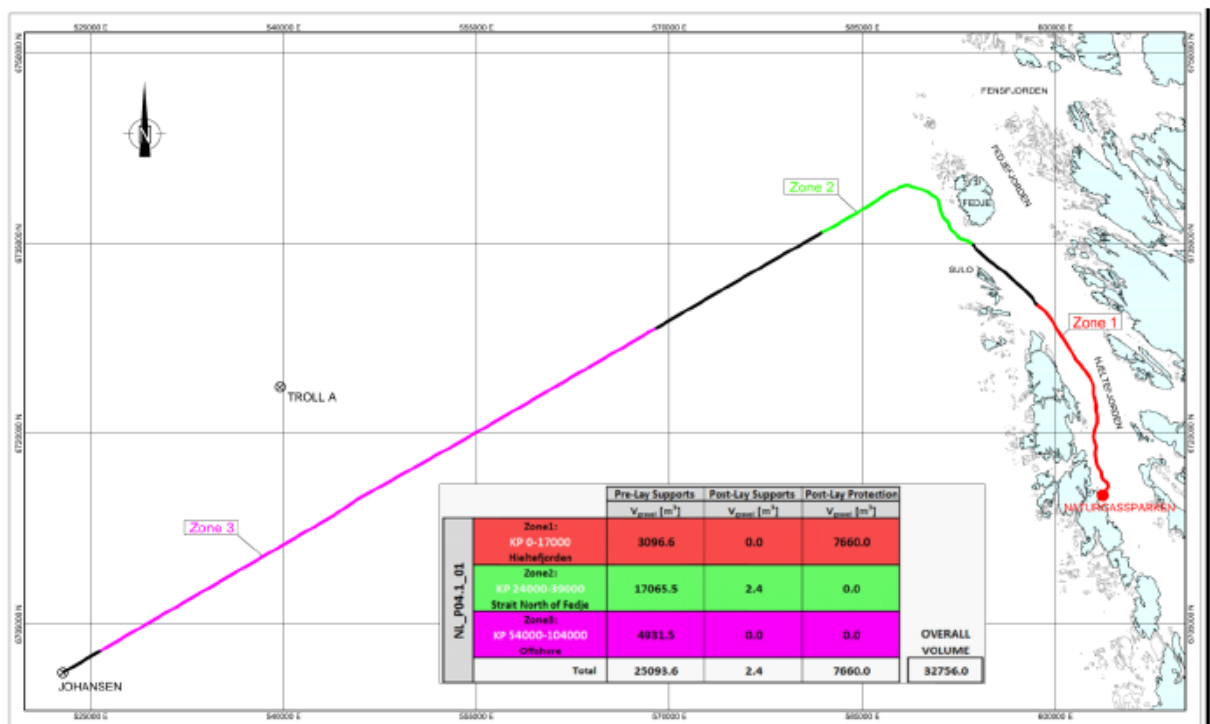 525000 E 540000 E 555000 E 570000 E 585000 E 600000 E
6750000 N 6750000 N
FENSFJORDEN
N
FEDJEFJORDEN
Zone 2
FEDJE
6735000 N 6735000 N
SULO
Zone 1
HJELTEFJORDEN
TROLL A
6720000 N 6720000 N
NATURGASSPARKEN
Zone 3
Pre-Lay Supports Post-Lay Supports Post-Lay Protection
Vgravel [m³] Vgravel [m³] Vgravel [m³]
NL_P04.1_01
Zone1:
KP 0-17000 3096.6 0.0 7660.0
Hieltefjorden
Zone2:
KP 24000-39000 17065.5 2.4 0.0
Strait North of Fedje
Zone3:
KP 54000-104000 4931.5 0.0 0.0
Offshore
OVERALL
VOLUME
Total 25093.6 2.4 7660.0 32756.0
6705000 N 6705000 N
JOHANSEN
525000 E 540000 E 555000 E 570000 E 585000 E 600000 E